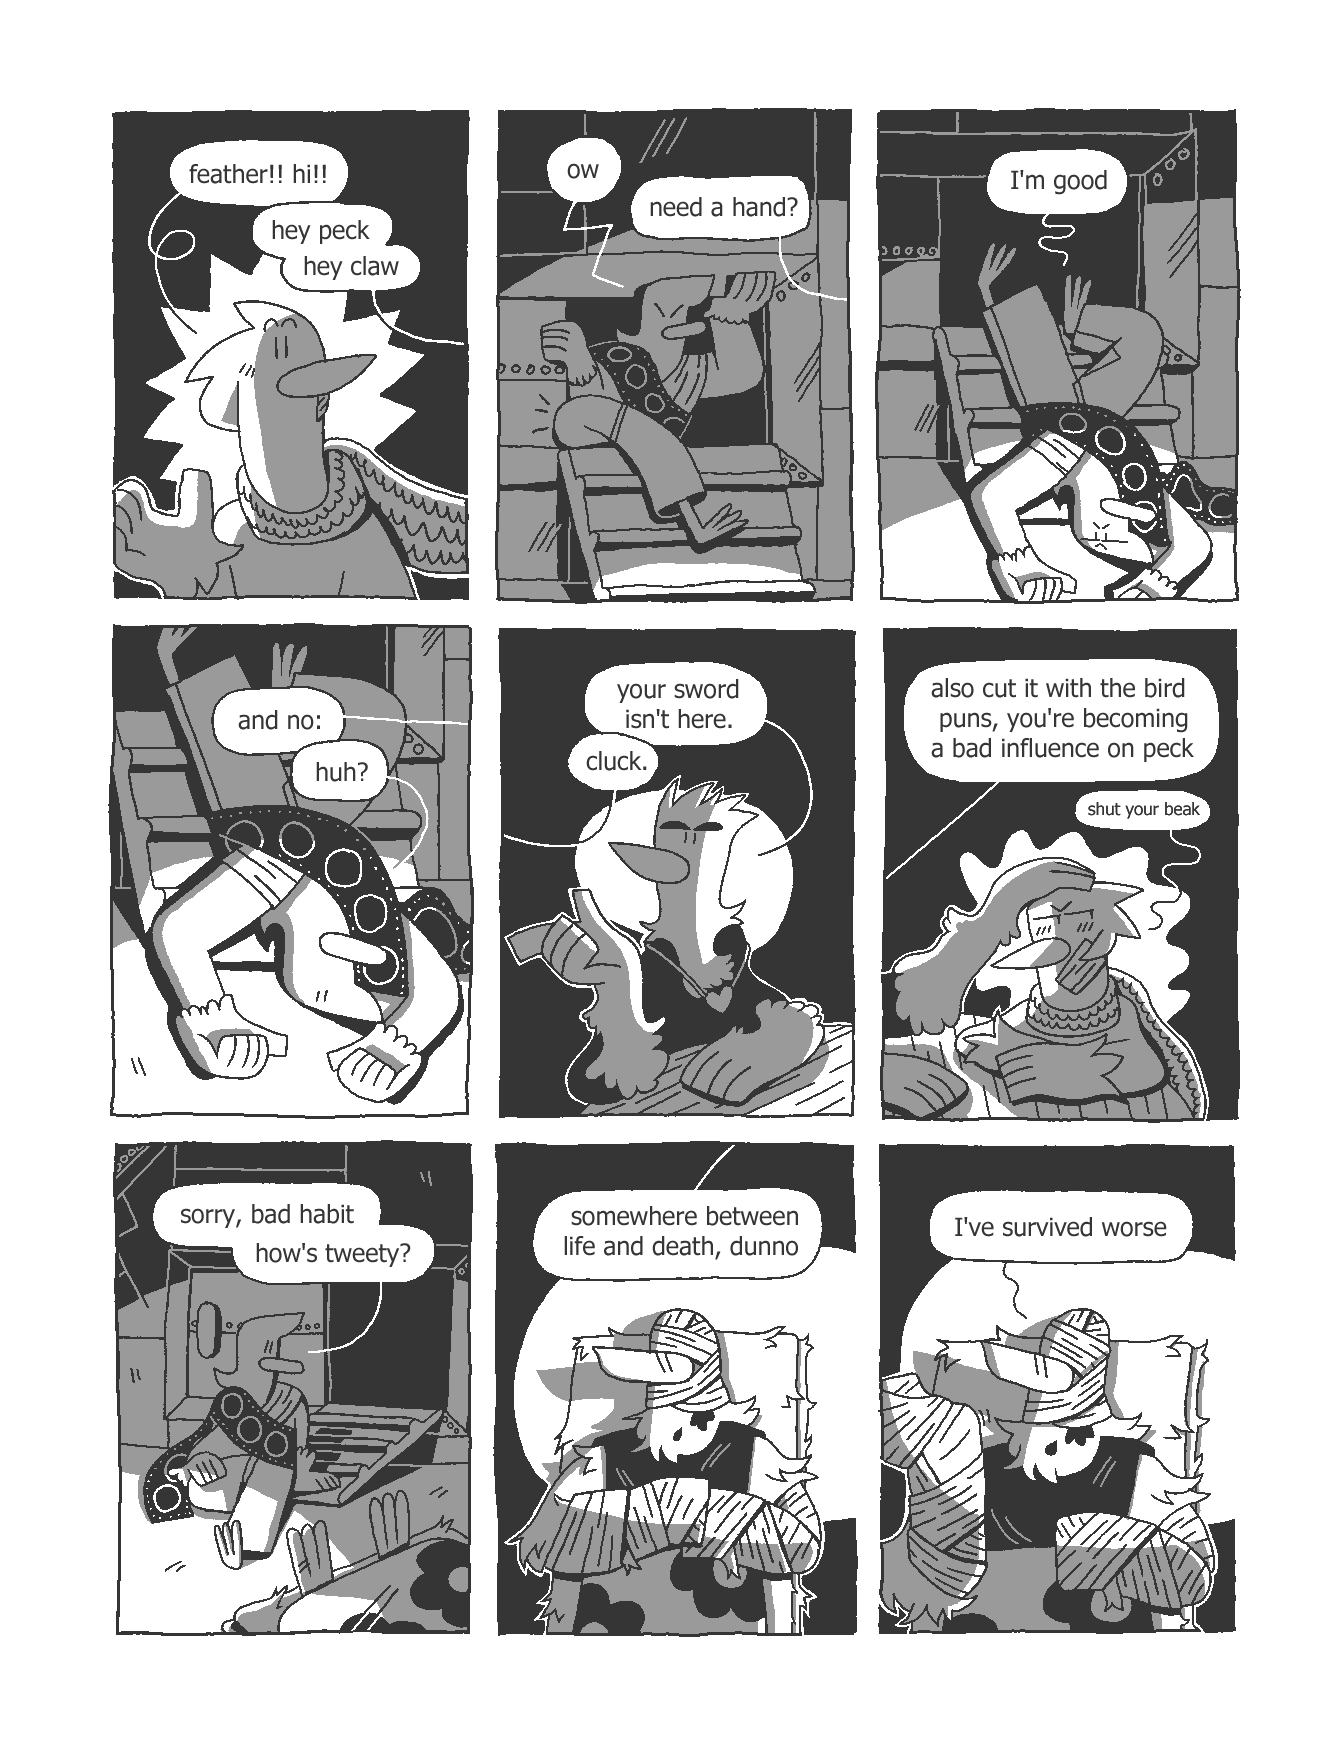 feather!! hi!!
hey peck
hey claw
ow
need a hand?
I'm good
and no:
huh?
your sword
isn't here.
cluck.
also cut it with the bird
puns, you're becoming
a bad influence on peck
shut your beak
sorry, bad habit
how's tweety?
somewhere between
life and death, dunno
I've survived worse